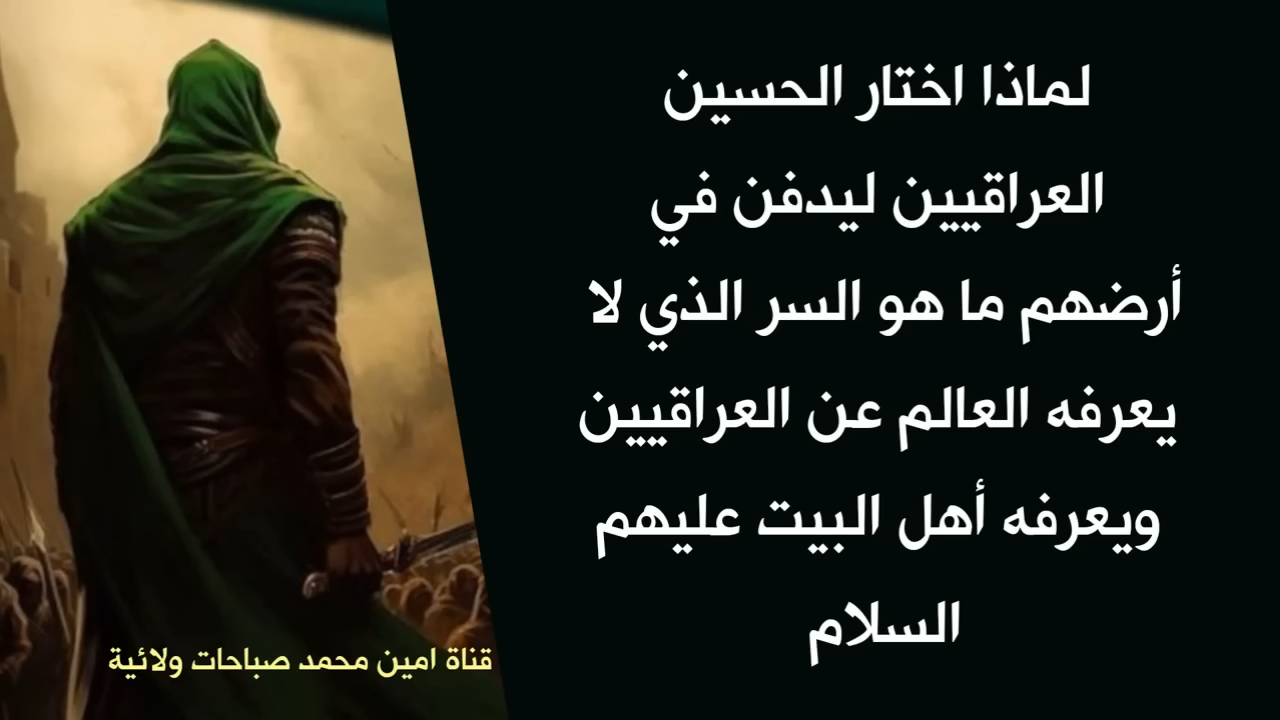 لماذا اختار الحسين
العراقيين ليدفن في
أرضهم ما هو السر الذي لا
يعرفه العالم عن العراقيين
ويعرفه أهل البيت عليهم
السلام
قناة امين محمد صباحات ولائية